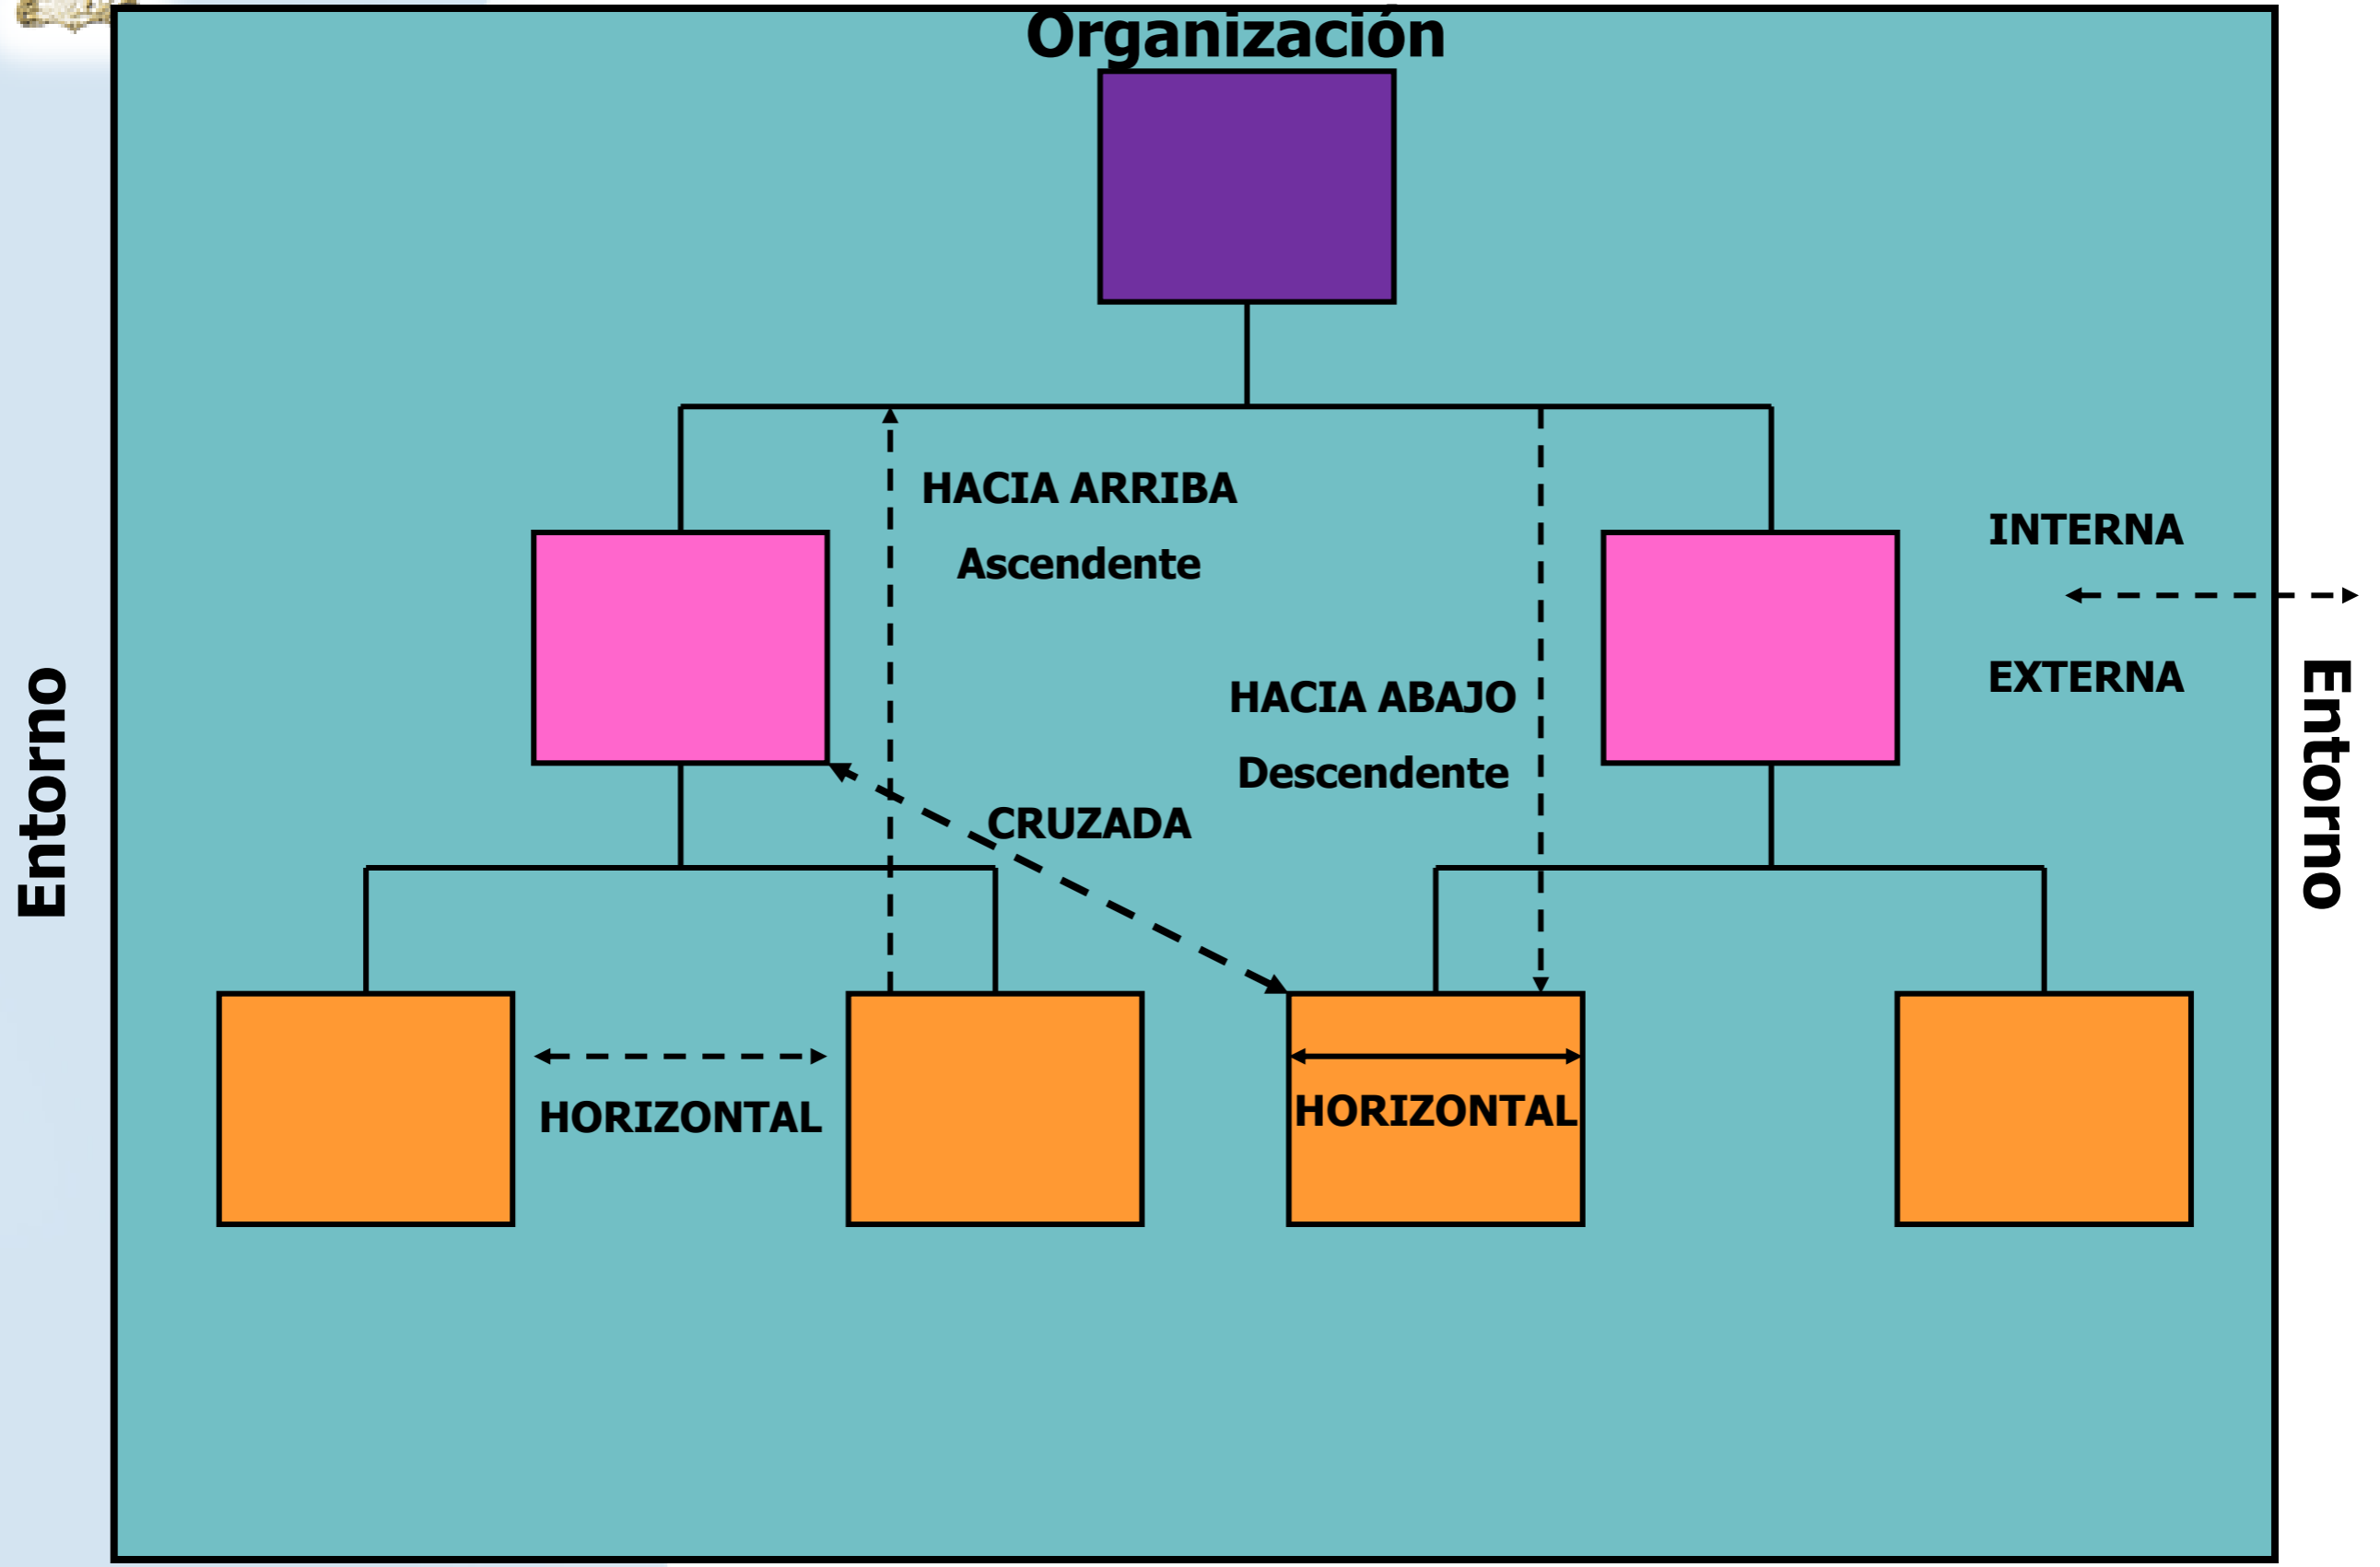 Organización
HACIA ARRIBA
Ascendente
INTERNA
EXTERNA
HACIA ABAJO
Descendente
CRUZADA
Entorno
Entorno
HORIZONTAL
HORIZONTAL